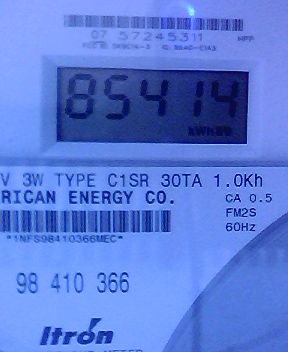 07 57245311
85414
kWh
V 3W TYPE C1SR 30TA 1.0Kh
RICAN ENERGY CO.
CA 0.5
FM2S
60Hz
*1NFS98410366MEC*
98 410 366
Itrón